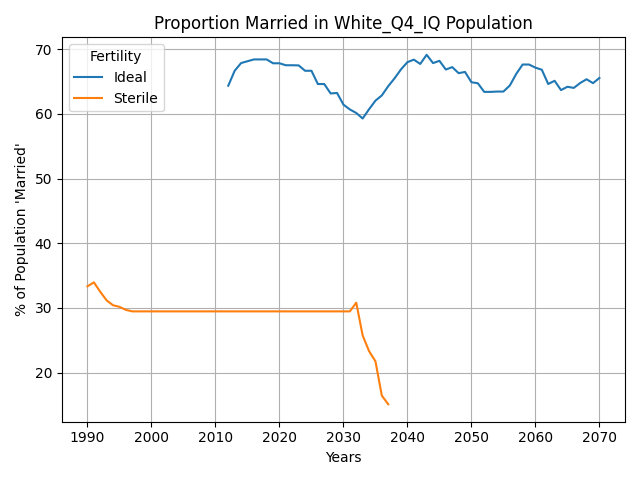 Proportion Married in White_Q4_IQ Population
Fertility
Ideal
Sterile
% of Population 'Married'
70
60
50
40
30
20
1990 2000 2010 2020 2030 2040 2050 2060 2070
Years